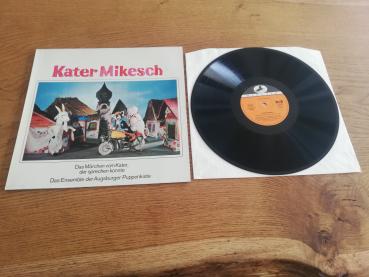 Kater Mikesch
Das Märchen vom Kater,
der sprechen konnte
Das Ensemble der Augsburger Puppenkiste